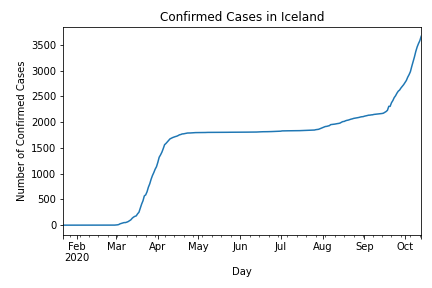 Confirmed Cases in Iceland
Number of Confirmed Cases
3500
3000
2500
2000
1500
1000
500
0
Feb Mar Apr May Jun Jul Aug Sep Oct
2020
Day